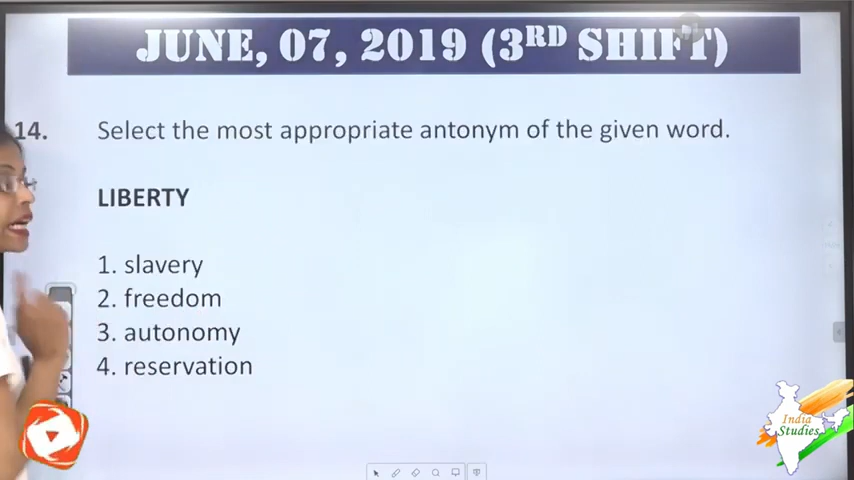 JUNE, 07, 2019 (3RD SHIFT)
14. Select the most appropriate antonym of the given word.
LIBERTY
1. slavery
2. freedom
3. autonomy
4. reservation
India
Studies